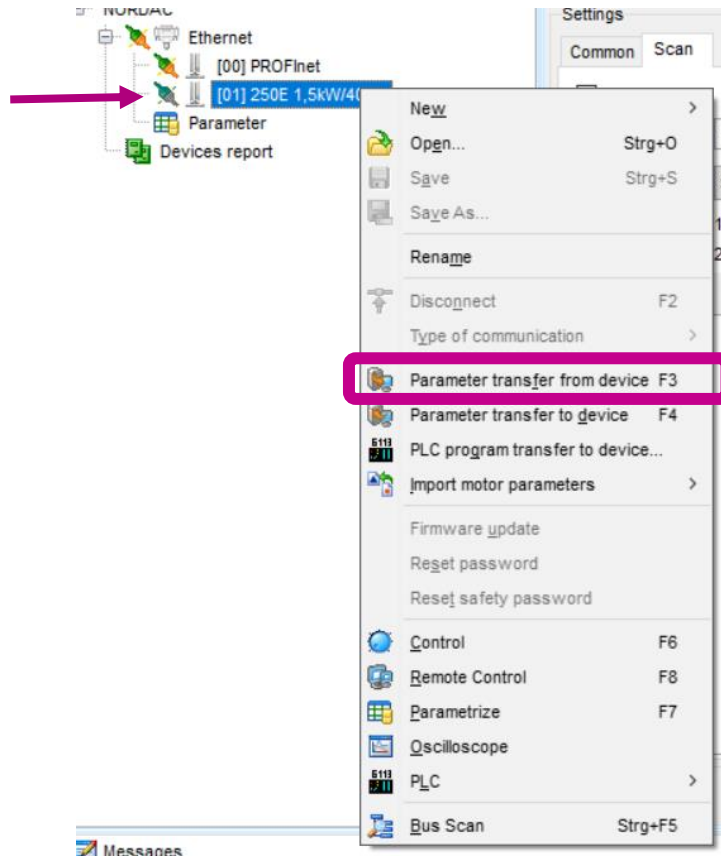 NORDAC
Ethernet
[00] PROFInet
[01] 250E 1,5kW/40
Parameter
Devices report
Settings
Common Scan
New
Open... Strg+O
Save Strg+S
Save As...
Rename
Disconnect F2
Type of communication
Parameter transfer from device F3
Parameter transfer to device F4
PLC program transfer to device...
Import motor parameters
Firmware update
Reset password
Reset safety password
Control F6
Remote Control F8
Parametrize F7
Oscilloscope
PLC
Bus Scan Strg+F5
Messages